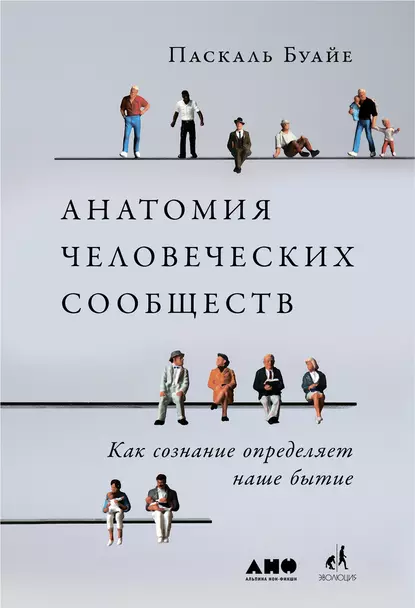 Паскаль Буайе
АНАТОМИЯ
ЧЕЛОВЕЧЕСКИХ
СООБЩЕСТВ
Как сознание определяет
наше бытие
АНФ
АЛЬПИНА НОН-ФИКШН
ЭВОЛЮЦИЯ